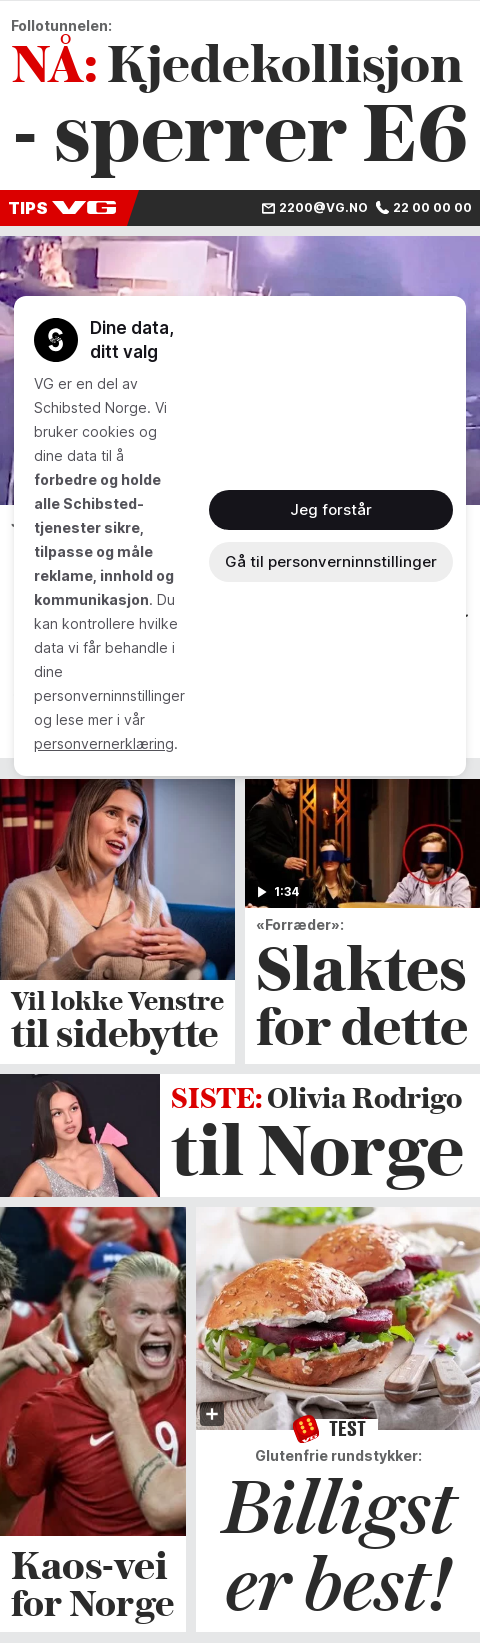 Follotunnelen:
NÅ: Kjedekollisjon
- sperrer E6
TIPS VG
2200@VG.NO 22 00 00 00
Dine data,
ditt valg
VG er en del av
Schibsted Norge. Vi
bruker cookies og
dine data til å
forbedre og holde
alle Schibsted-
tjenester sikre,
tilpasse og måle
reklame, innhold og
kommunikasjon. Du
kan kontrollere hvilke
data vi får behandle i
dine
personverninnstillinger
og lese mer i vår
personvernerklæring.
Jeg forstår
Gå til personverninnstillinger
1:34
Vil lokke Venstre
til sidebytte
«Forræder»:
Slaktes
for dette
SISTE: Olivia Rodrigo
til Norge
9
Kaos-vei
for Norge
VG TEST
Glutenfrie rundstykker:
Billigst
er best!